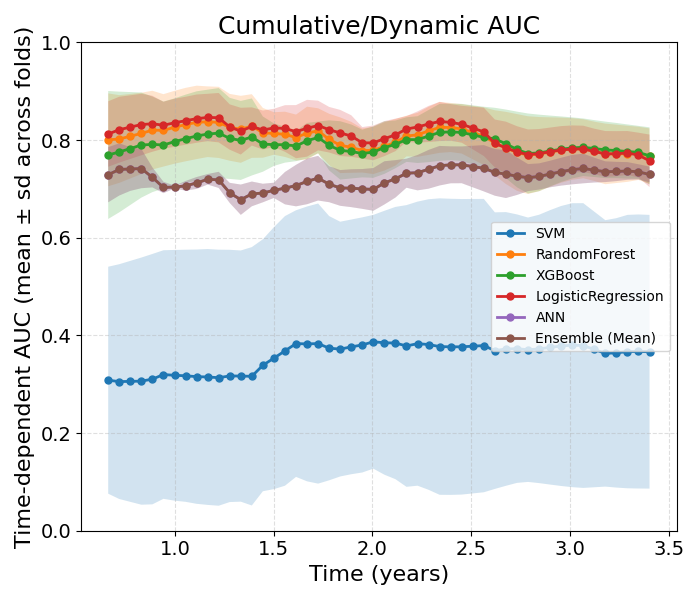 Cumulative/Dynamic AUC
Time-dependent AUC (mean ± sd across folds)
1.0
0.8
0.6
0.4
0.2
0.0
SVM
RandomForest
XGBoost
LogisticRegression
ANN
Ensemble (Mean)
1.0 1.5 2.0 2.5 3.0 3.5
Time (years)